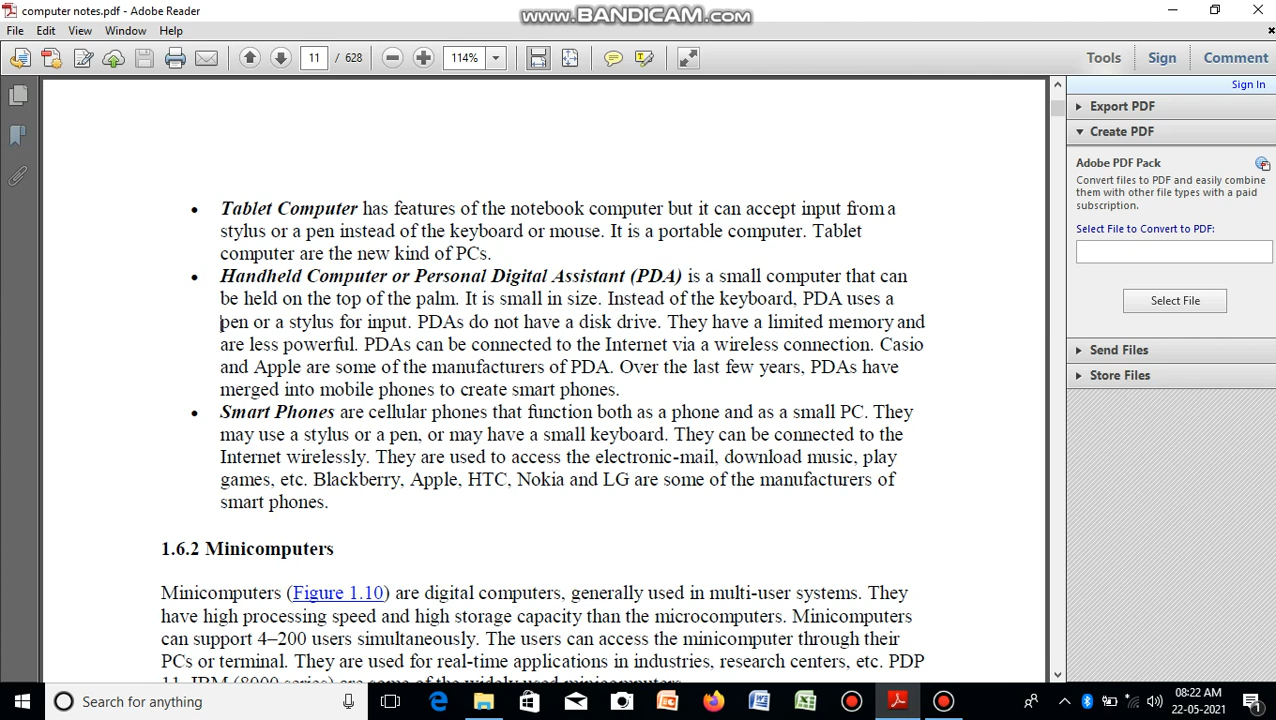 computer notes.pdf - Adobe Reader
www.BANDICAM.com
File Edit View Window Help
11 / 628 114% Tools Sign Comment
Sign In
Export PDF
Create PDF
Adobe PDF Pack
Convert files to PDF and easily combine
them with other file types with a paid
subscription.
Select File to Convert to PDF:
Select File
Send Files
Store Files
• Tablet Computer has features of the notebook computer but it can accept input from a
stylus or a pen instead of the keyboard or mouse. It is a portable computer. Tablet
computer are the new kind of PCs.
• Handheld Computer or Personal Digital Assistant (PDA) is a small computer that can
be held on the top of the palm. It is small in size. Instead of the keyboard, PDA uses a
pen or a stylus for input. PDAs do not have a disk drive. They have a limited memory and
are less powerful. PDAs can be connected to the Internet via a wireless connection. Casio
and Apple are some of the manufacturers of PDA. Over the last few years, PDAs have
merged into mobile phones to create smart phones.
• Smart Phones are cellular phones that function both as a phone and as a small PC. They
may use a stylus or a pen, or may have a small keyboard. They can be connected to the
Internet wirelessly. They are used to access the electronic-mail, download music, play
games, etc. Blackberry, Apple, HTC, Nokia and LG are some of the manufacturers of
smart phones.
1.6.2 Minicomputers
Minicomputers (Figure 1.10) are digital computers, generally used in multi-user systems. They
have high processing speed and high storage capacity than the microcomputers. Minicomputers
can support 4–200 users simultaneously. The users can access the minicomputer through their
PCs or terminal. They are used for real-time applications in industries, research centers, etc. PDP
11, IBM (8000 series) are some of the widely used minicomputers.
Search for anything
08:22 AM
22-05-2021
1